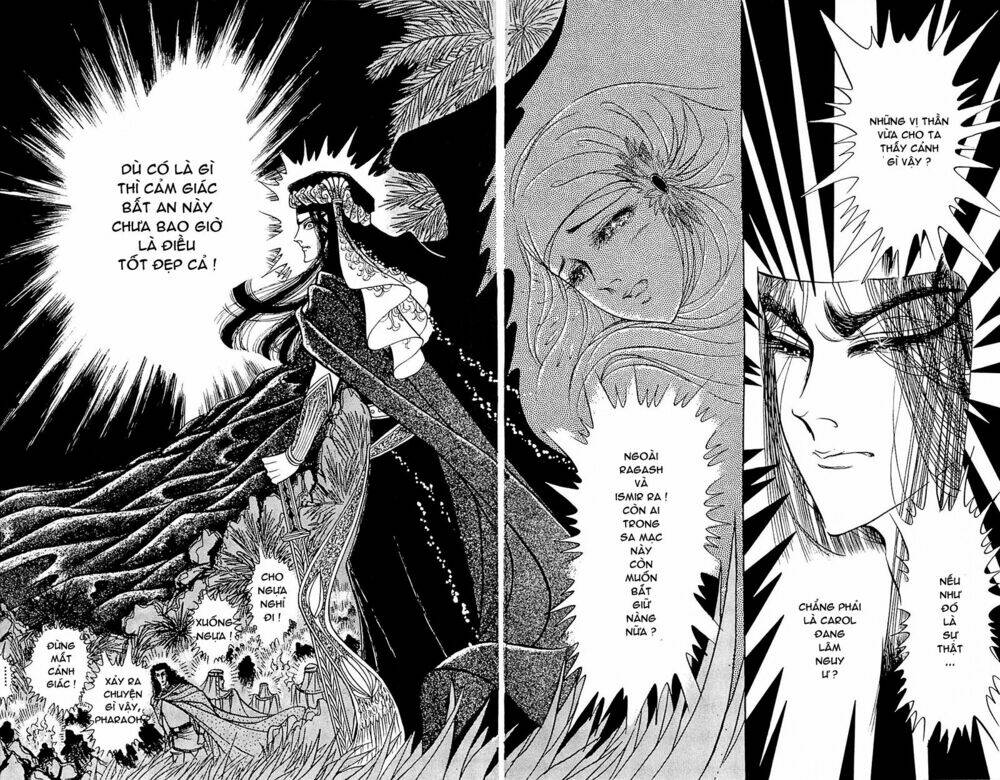 NHỮNG VỊ THẦN
VỪA CHO TA
THẤY CẢNH
GÌ VẬY ?
NẾU
NHƯ
ĐÓ
LÀ
SỰ
THẬT
...
CHẲNG PHẢI
LÀ CAROL
ĐANG
LÂM
NGUY
Ư ?
NGOÀI
RAGASH
VÀ
ISMIR RA !
CÒN AI
TRONG
SA MẠC
NÀY
CÒN
MUỐN
BẮT
GIỮ
NÀNG
NỮA ?
DÙ CÓ LÀ GÌ
THÌ CẢM GIÁC
BẤT AN NÀY
CHƯA BAO GIỜ
LÀ ĐIỀU
TỐT ĐẸP CẢ !
CHO
NGỰA
NGHỈ
ĐI !
XUỐNG
NGỰA !
XẢY RA
CHUYỆN
GÌ VẬY,
PHARAOH?
ĐỪNG
MẤT
CẢNH
GIÁC !
......